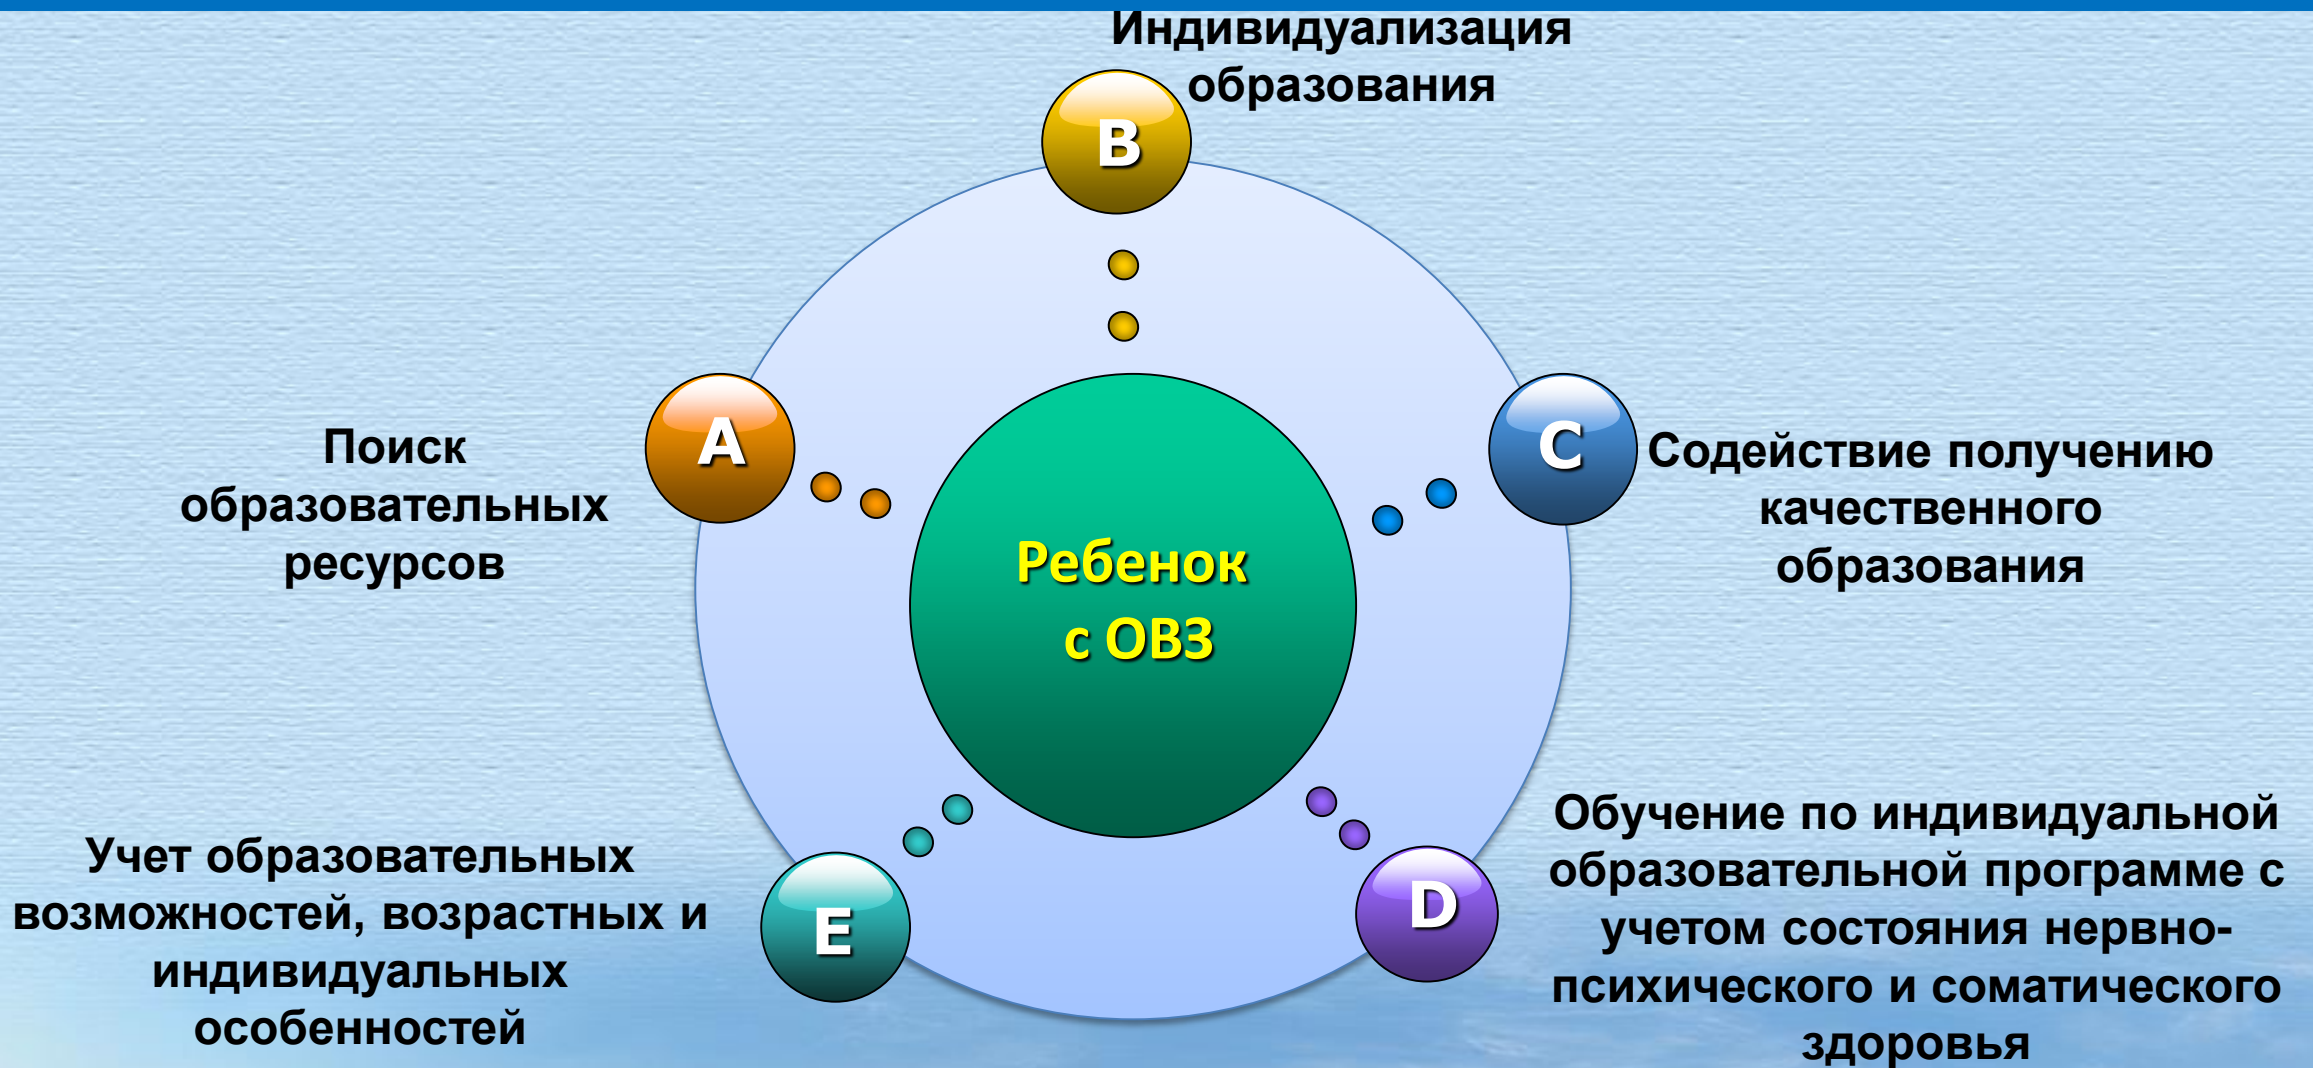 Индивидуализация
образования
B
A
Поиск
образовательных
ресурсов
C
Содействие получению
качественного
образования
Ребенок
с ОВЗ
E
Учет образовательных
возможностей, возрастных и
индивидуальных
особенностей
D
Обучение по индивидуальной
образовательной программе с
учетом состояния нервно-
психического и соматического
здоровья